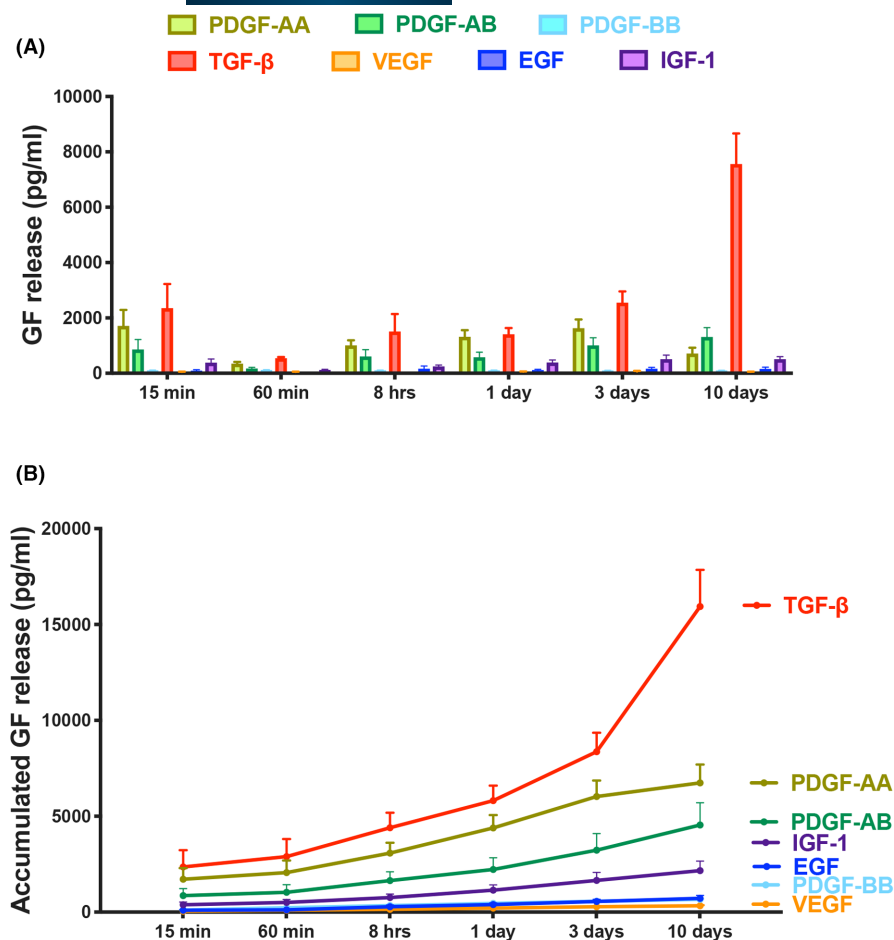 PDGF-AA PDGF-AB PDGF-BB
(A)
TGF-β VEGF EGF IGF-1
10000
8000
6000
4000
2000
0
GF release (pg/ml)
15 min 60 min 8 hrs 1 day 3 days 10 days
(B)
20000
15000
10000
5000
0
Accumulated GF release (pg/ml)
TGF-β
PDGF-AA
PDGF-AB
IGF-1
EGF
PDGF-BB
VEGF
15 min 60 min 8 hrs 1 day 3 days 10 days